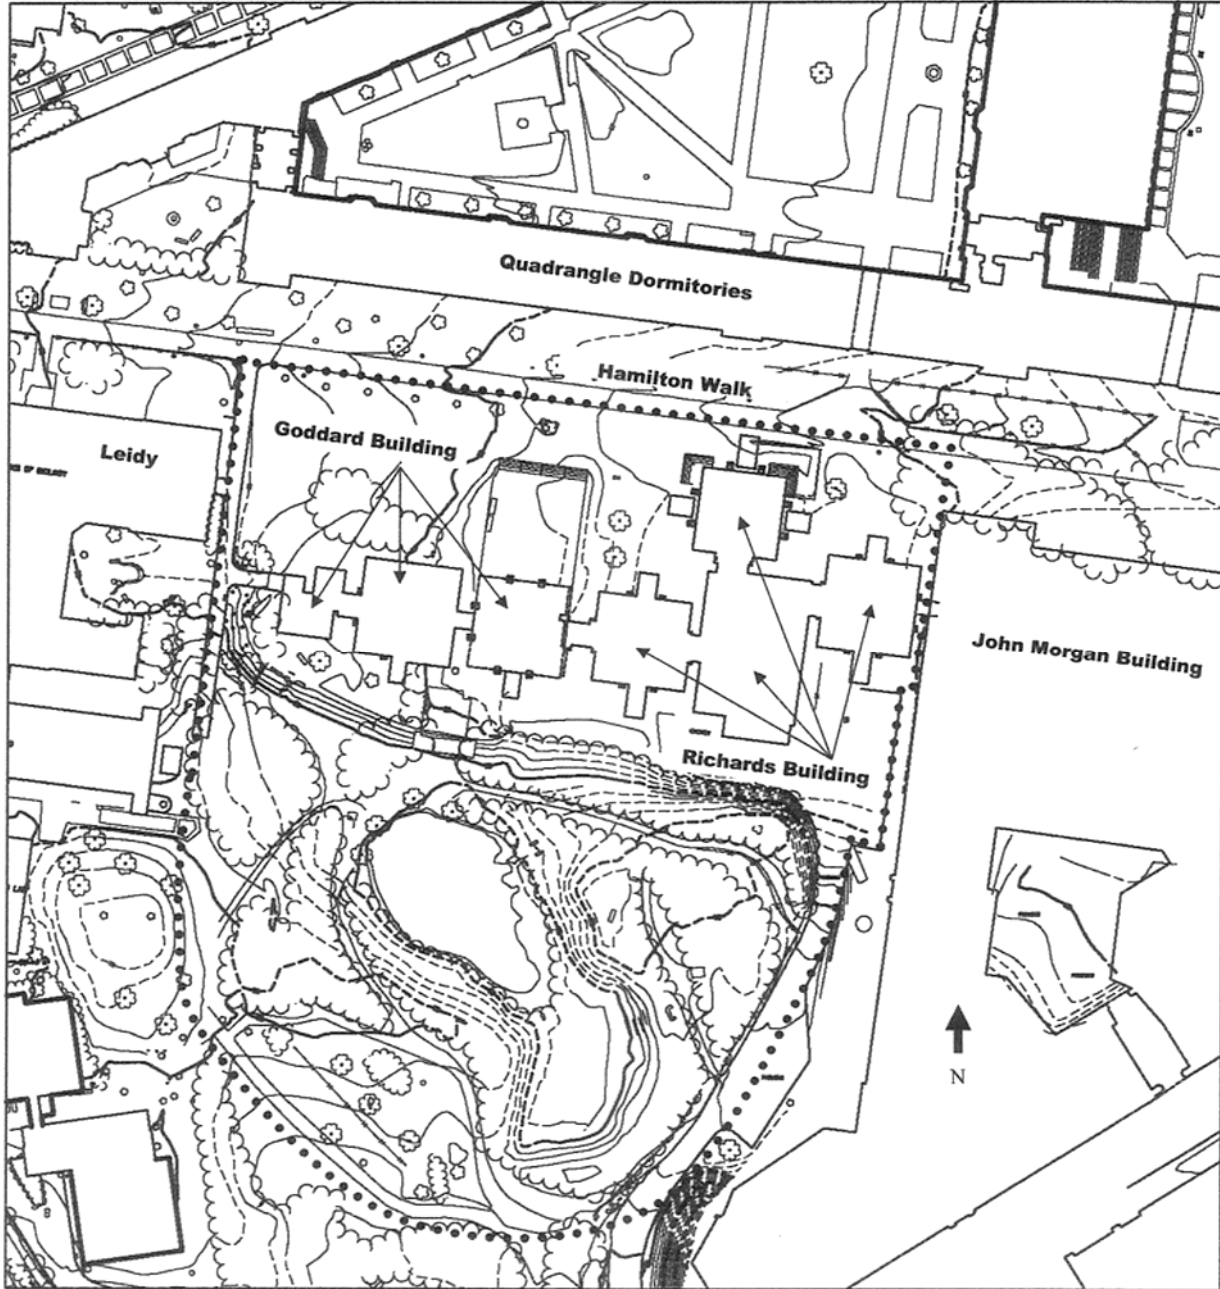 Quadrangle Dormitories
Hamilton Walk
Goddard Building
Leidy
John Morgan Building
Richards Building
N